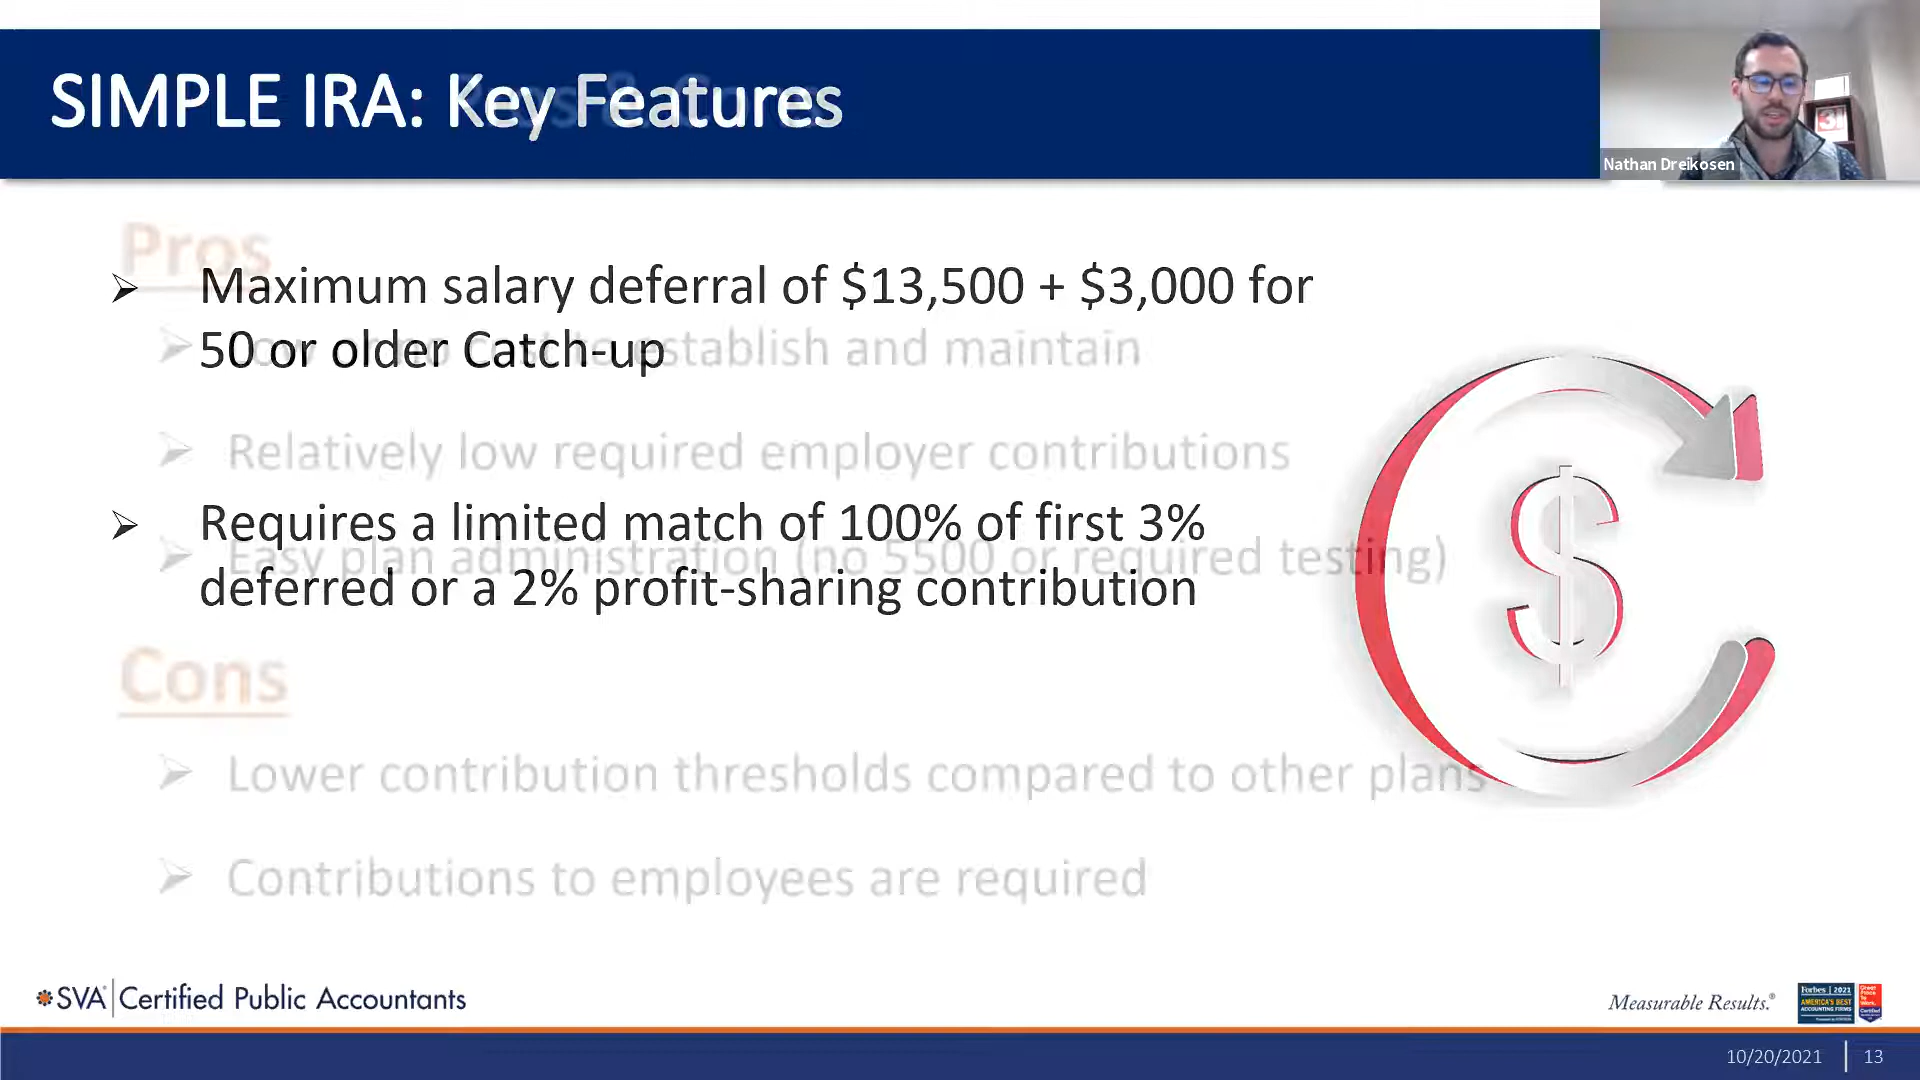 SIMPLE IRA: Key Features
Nathan Dreikosen
Pros
➢ Maximum salary deferral of $13,500 + $3,000 for
50 or older Catch-up
establish and maintain
➢ Relatively low required employer contributions
➢ Requires a limited match of 100% of first 3%
➢ Easy plan administration (no 5500 or required testing)
deferred or a 2% profit-sharing contribution
Cons
➢ Lower contribution thresholds compared to other plans
➢ Contributions to employees are required
SVA Certified Public Accountants
Measurable Results.®
Forbes | 2021
AMERICA'S BEST
ACCOUNTING FIRMS
Great
Place
To
Work.
Certified
10/20/2021 | 13